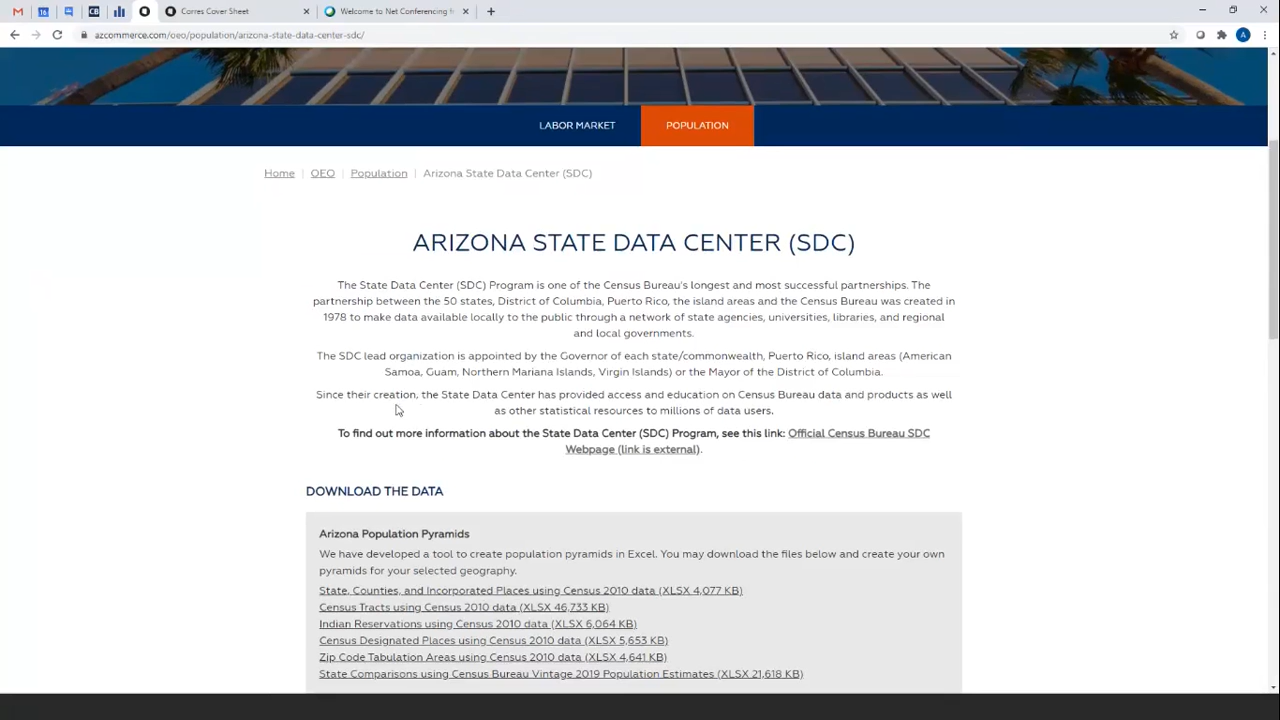 16
CB
Corres Cover Sheet
Welcome to Net Conferencing f
azcommerce.com/oeo/population/arizona-state-data-center-sdc/
A
LABOR MARKET
POPULATION
Home | OEO | Population | Arizona State Data Center (SDC)
ARIZONA STATE DATA CENTER (SDC)
The State Data Center (SDC) Program is one of the Census Bureau's longest and most successful partnerships. The
partnership between the 50 states, District of Columbia, Puerto Rico, the island areas and the Census Bureau was created in
1978 to make data available locally to the public through a network of state agencies, universities, libraries, and regional
and local governments.
The SDC lead organization is appointed by the Governor of each state/commonwealth, Puerto Rico, island areas (American
Samoa, Guam, Northern Mariana Islands, Virgin Islands) or the Mayor of the District of Columbia.
Since their creation, the State Data Center has provided access and education on Census Bureau data and products as well
as other statistical resources to millions of data users.
To find out more information about the State Data Center (SDC) Program, see this link: Official Census Bureau SDC
Webpage (link is external).
DOWNLOAD THE DATA
Arizona Population Pyramids
We have developed a tool to create population pyramids in Excel. You may download the files below and create your own
pyramids for your selected geography.
State, Counties, and Incorporated Places using Census 2010 data (XLSX 4,077 KB)
Census Tracts using Census 2010 data (XLSX 46,733 KB)
Indian Reservations using Census 2010 data (XLSX 6,064 KB)
Census Designated Places using Census 2010 data (XLSX 5,653 KB)
Zip Code Tabulation Areas using Census 2010 data (XLSX 4,641 KB)
State Comparisons using Census Bureau Vintage 2019 Population Estimates (XLSX 21,618 KB)